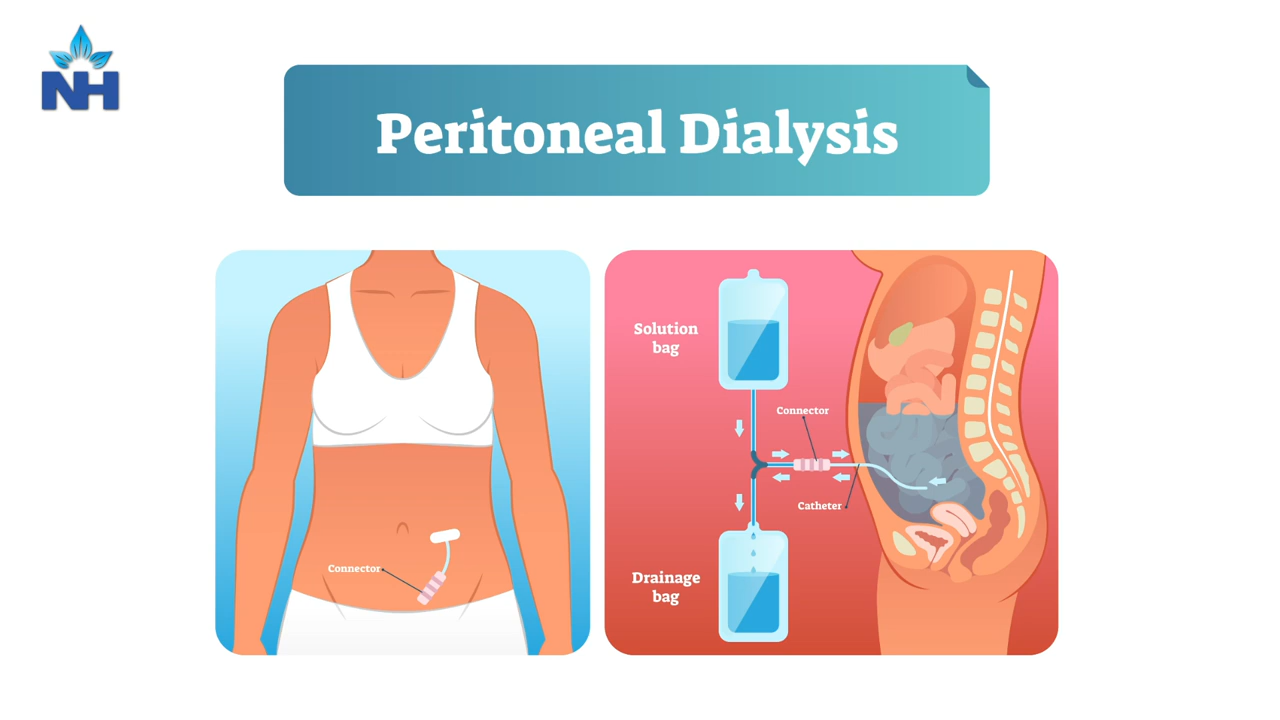 NH
Peritoneal Dialysis
Connector
Solution
bag
Connector
Catheter
Drainage
bag